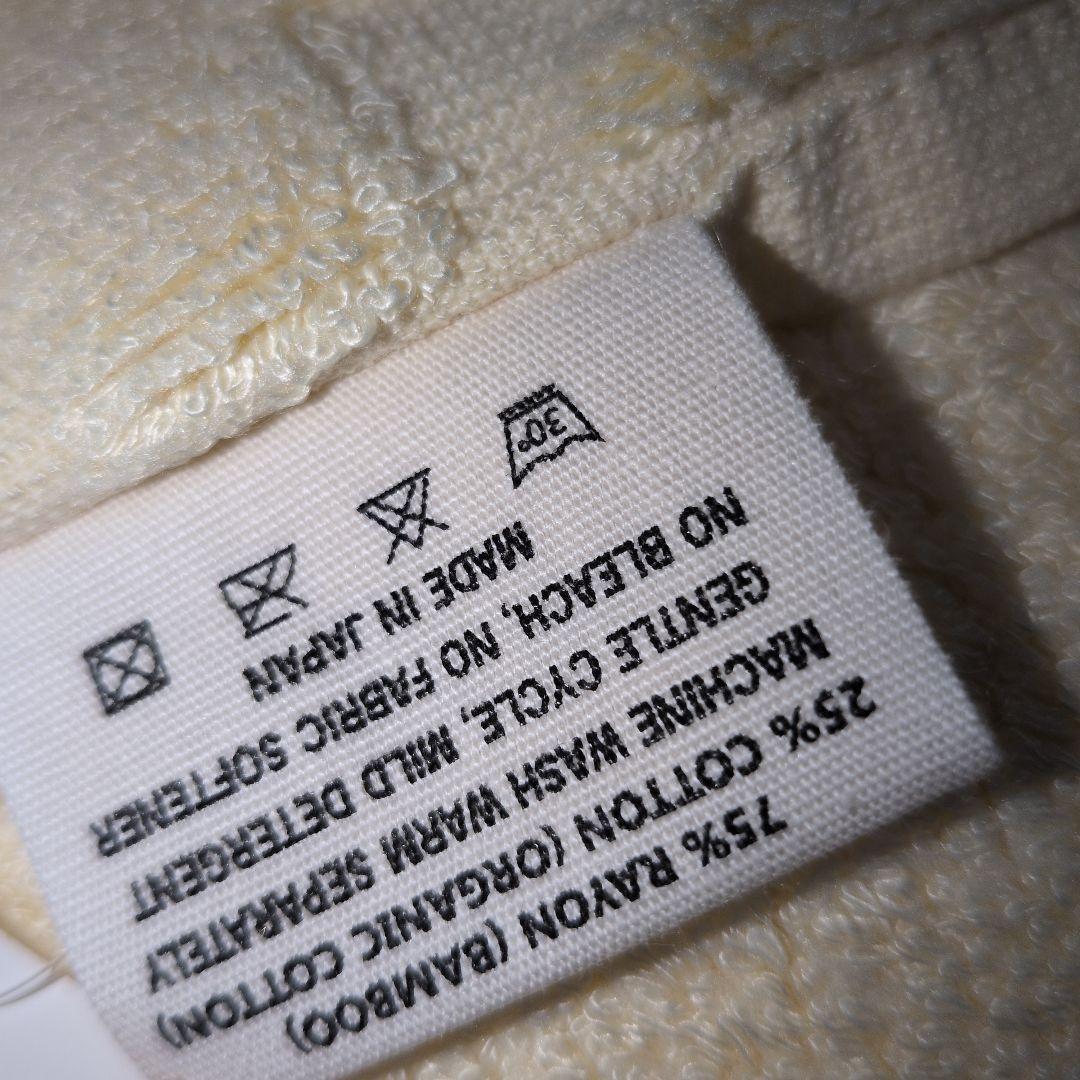 75% RAYON (BAMBOO)
25% COTTON (ORGANIC COTTON)
MACHINE WASH WARM SEPARATELY
GENTLE CYCLE, MILD DETERGENT
NO BLEACH, NO FABRIC SOFTENER
MADE IN JAPAN
30°